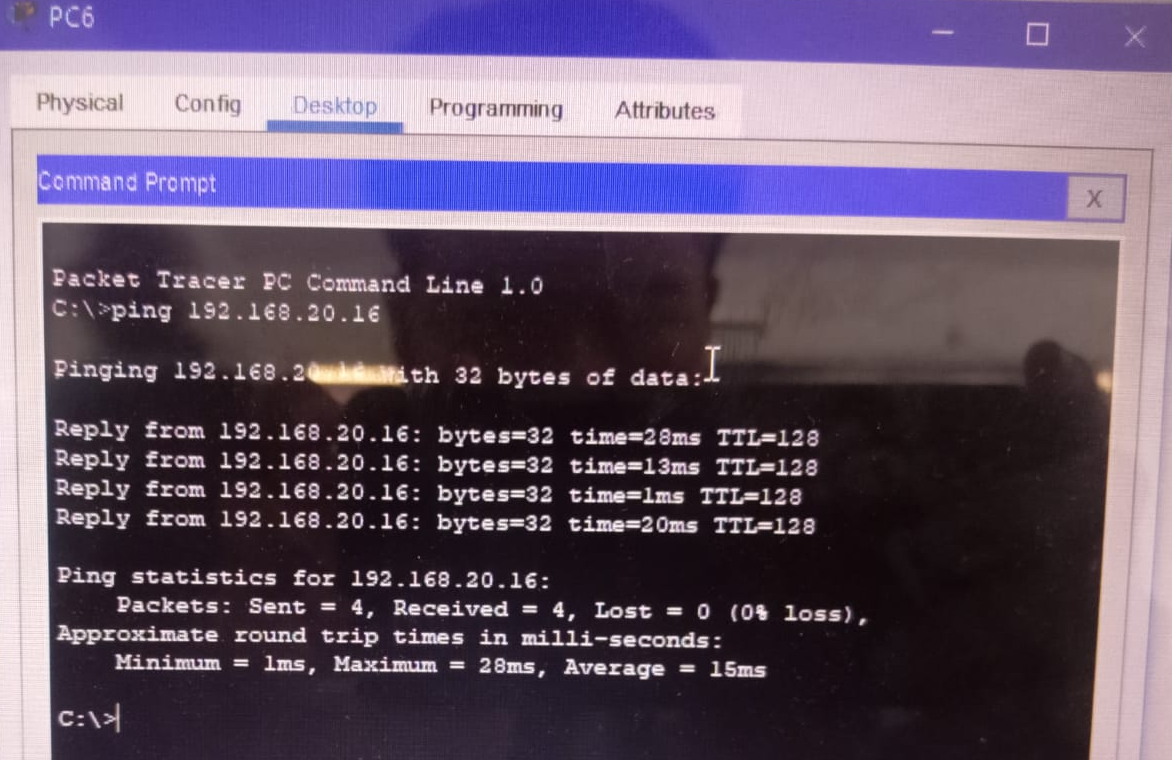 PC6
Physical Config Desktop Programming Attributes
Command Prompt
X
Packet Tracer PC Command Line 1.0
C:\>ping 192.168.20.16
Pinging 192.168.20.16 with 32 bytes of data:
Reply from 192.168.20.16: bytes=32 time=28ms TTL=128
Reply from 192.168.20.16: bytes=32 time=13ms TTL=128
Reply from 192.168.20.16: bytes=32 time=1ms TTL=128
Reply from 192.168.20.16: bytes=32 time=20ms TTL=128
Ping statistics for 192.168.20.16:
Packets: Sent = 4, Received = 4, Lost = 0 (0% loss),
Approximate round trip times in milli-seconds:
Minimum = 1ms, Maximum = 28ms, Average = 15ms
C:\>